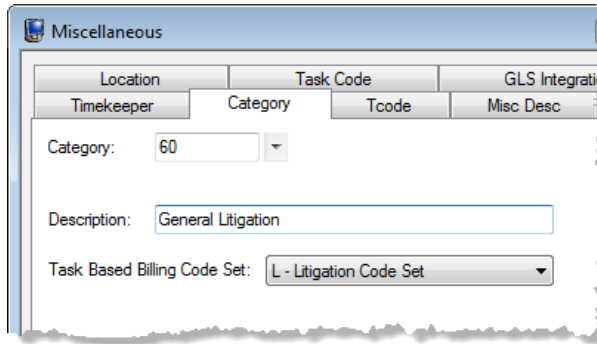 Miscellaneous
Location Task Code GLS Integrati
Timekeeper Category Tcode Misc Desc
Category: 60
Description: General Litigation
Task Based Billing Code Set: L - Litigation Code Set